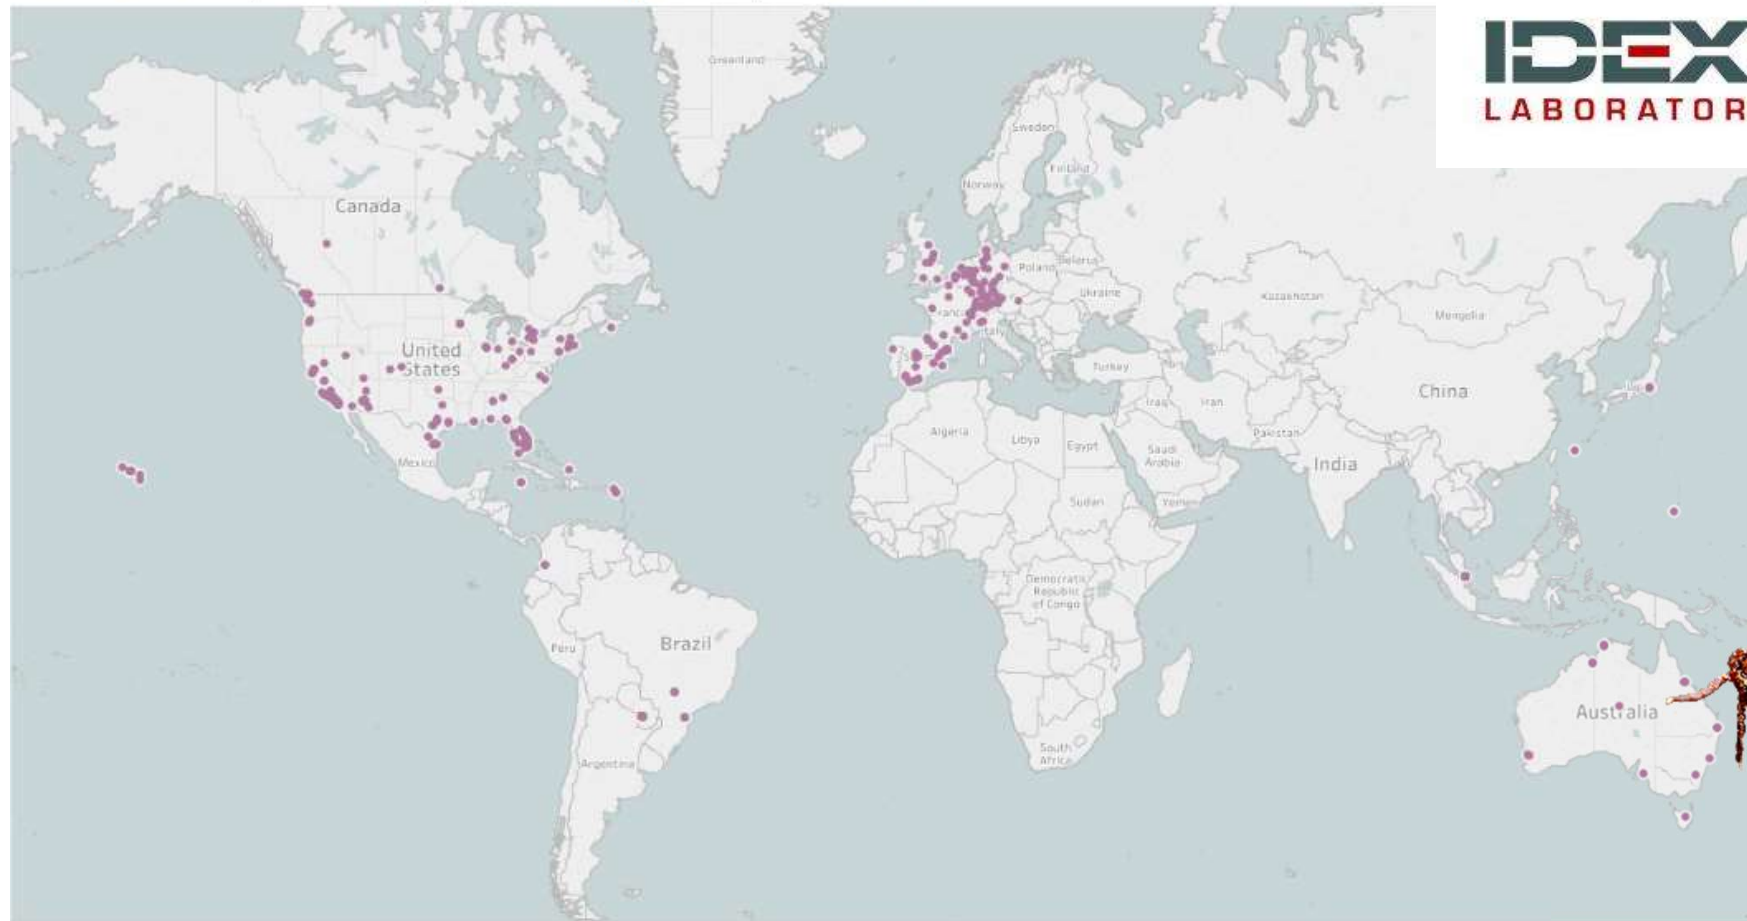 IDEX
LABORATOR
Greenland
Sweden
Finland
Norway
Canada
Poland
Belarus
Ukraine
Kazakhstan
Mongolia
France
Italy
United
States
Turkey
China
Iraq
Iran
Algeria
Libya
Egypt
Pakistan
Saudi
Arabia
Mexico
India
Sudan
Yemen
Democratic
Republic
of Congo
Brazil
Peru
Australia
South
Africa
Argentina